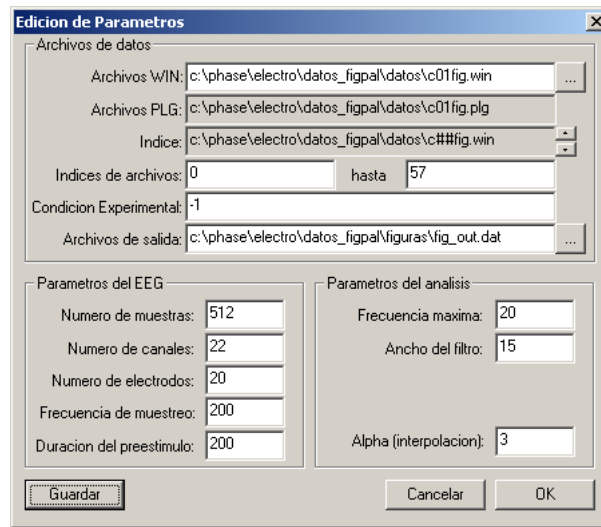 Edicion de Parametros
Archivos de datos
Archivos WIN: c:\phase\electro\datos_figpal\datos\c01fig.win ...
Archivos PLG: c:\phase\electro\datos_figpal\datos\c01fig.plg
Indice: c:\phase\electro\datos_figpal\datos\c##fig.win
Indices de archivos: 0 hasta 57
Condicion Experimental: -1
Archivos de salida: c:\phase\electro\datos_figpal\figuras\fig_out.dat ...
Parametros del EEG
Numero de muestras: 512
Numero de canales: 22
Numero de electrodos: 20
Frecuencia de muestreo: 200
Duracion del preestimulo: 200
Parametros del analisis
Frecuencia maxima: 20
Ancho del filtro: 15
Alpha (interpolacion): 3
Guardar Cancelar OK